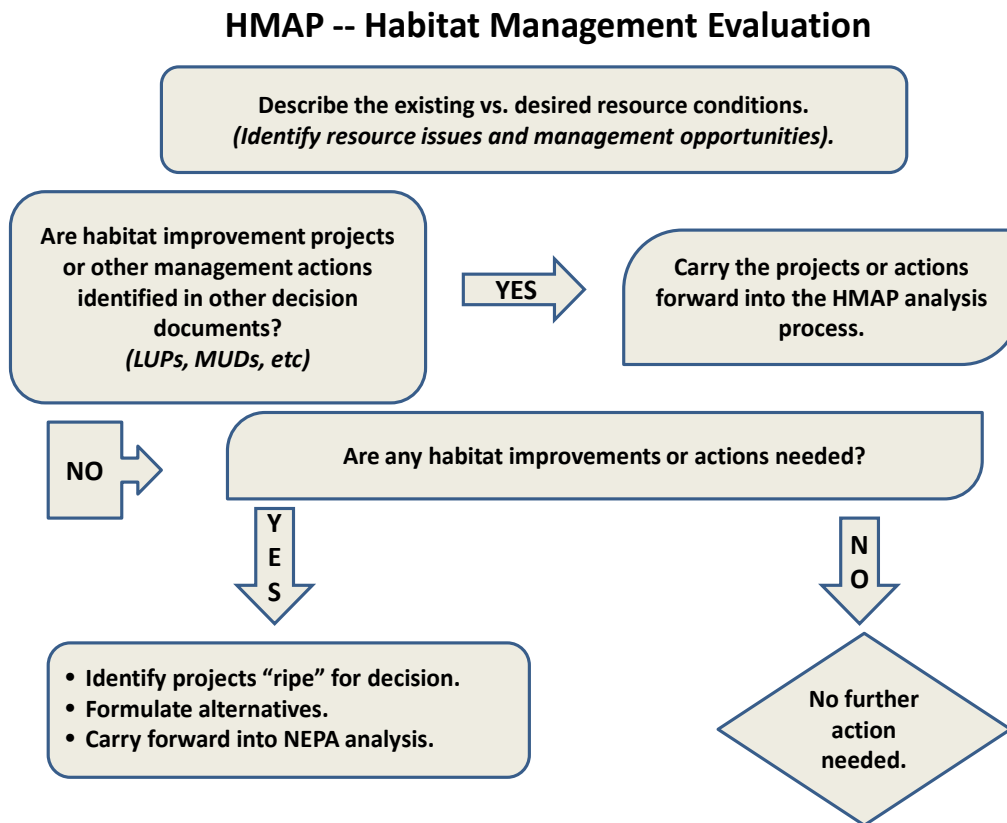 HMAP -- Habitat Management Evaluation
Describe the existing vs. desired resource conditions.
(Identify resource issues and management opportunities).
Are habitat improvement projects
or other management actions
identified in other decision
documents?
(LUPs, MUDs, etc)
YES
Carry the projects or actions
forward into the HMAP analysis
process.
NO
Are any habitat improvements or actions needed?
Y
E
S
N
O
• Identify projects “ripe” for decision.
• Formulate alternatives.
• Carry forward into NEPA analysis.
No further
action
needed.